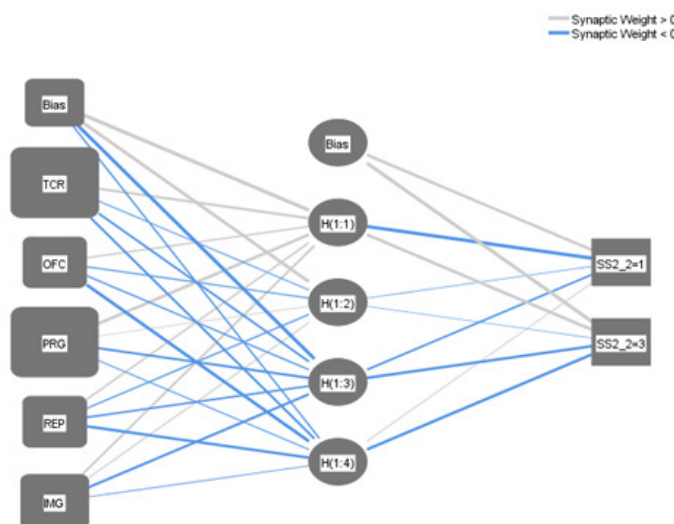 Synaptic Weight > 0
Synaptic Weight < 0
Bias
TCR
OFC
PRG
REP
IMG
Bias
H(1:1)
H(1:2)
H(1:3)
H(1:4)
SS2_2=1
SS2_2=3